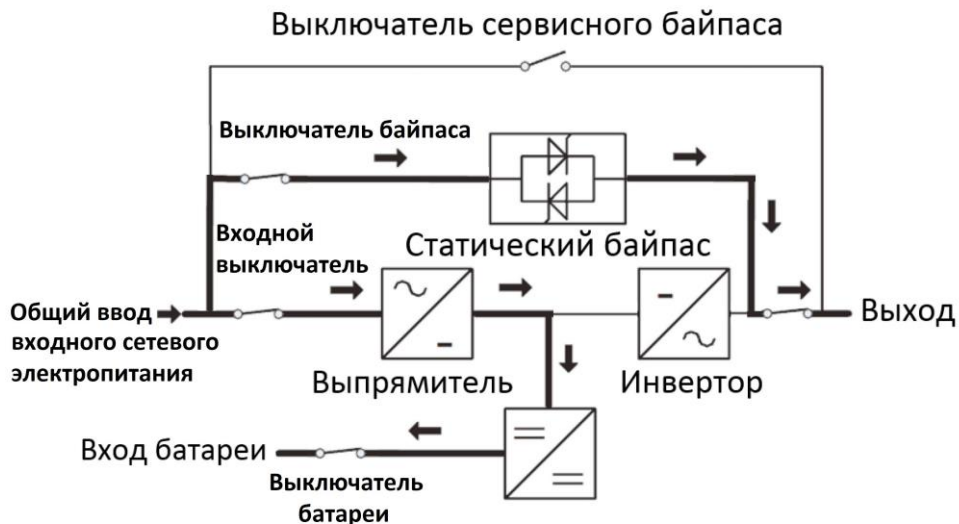 Выключатель сервисного байпаса
Выключатель байпаса
Входной
выключатель
Статический байпас
Общий ввод
входного сетевого
электропитания
Выход
Выпрямитель
Инвертор
Вход батареи
Выключатель
батареи